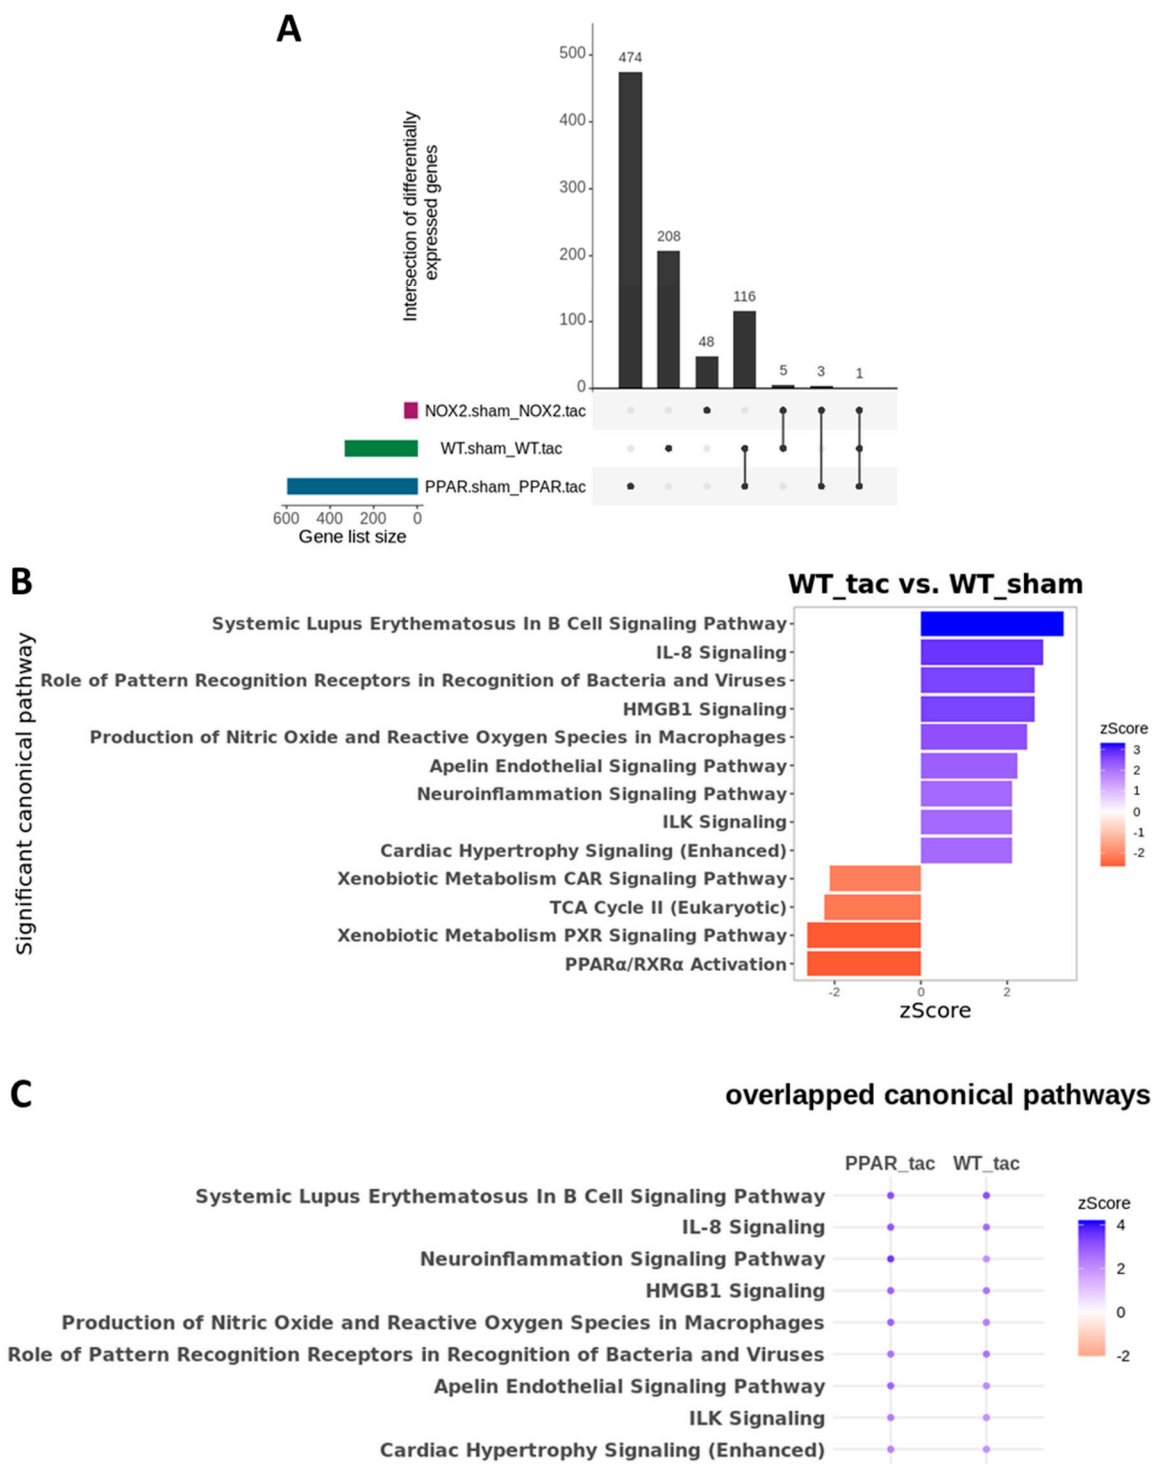 A
Intersection of differentially
expressed genes
500
400
300
200
100
0
474
208
48
116
5
3
1
NOX2.sham_NOX2.tac
WT.sham_WT.tac
PPAR.sham_PPAR.tac
600 400 200 0
Gene list size
B
WT_tac vs. WT_sham
Significant canonical pathway
Systemic Lupus Erythematosus In B Cell Signaling Pathway
IL-8 Signaling
Role of Pattern Recognition Receptors in Recognition of Bacteria and Viruses
HMGB1 Signaling
Production of Nitric Oxide and Reactive Oxygen Species in Macrophages
Apelin Endothelial Signaling Pathway
Neuroinflammation Signaling Pathway
ILK Signaling
Cardiac Hypertrophy Signaling (Enhanced)
Xenobiotic Metabolism CAR Signaling Pathway
TCA Cycle II (Eukaryotic)
Xenobiotic Metabolism PXR Signaling Pathway
PPARα/RXRα Activation
-2 0 2
zScore
zScore
3
2
1
0
-1
-2
C
overlapped canonical pathways
PPAR_tac WT_tac
Systemic Lupus Erythematosus In B Cell Signaling Pathway
IL-8 Signaling
Neuroinflammation Signaling Pathway
HMGB1 Signaling
Production of Nitric Oxide and Reactive Oxygen Species in Macrophages
Role of Pattern Recognition Receptors in Recognition of Bacteria and Viruses
Apelin Endothelial Signaling Pathway
ILK Signaling
Cardiac Hypertrophy Signaling (Enhanced)
zScore
4
2
0
-2